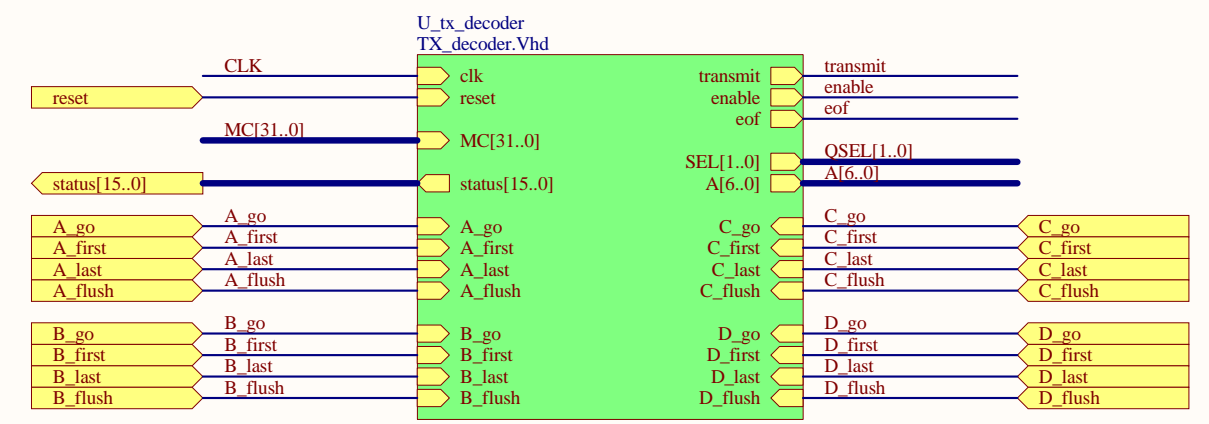 U_tx_decoder
TX_decoder.Vhd
CLK clk transmit transmit
reset reset enable enable
eof eof
MC[31..0] MC[31..0]
SEL[1..0] QSEL[1..0]
status[15..0] status[15..0] A[6..0] A[6..0]
A_go A_go A_go C_go C_go C_go
A_first A_first A_first C_first C_first C_first
A_last A_last A_last C_last C_last C_last
A_flush A_flush A_flush C_flush C_flush C_flush
B_go B_go B_go D_go D_go D_go
B_first B_first B_first D_first D_first D_first
B_last B_last B_last D_last D_last D_last
B_flush B_flush B_flush D_flush D_flush D_flush